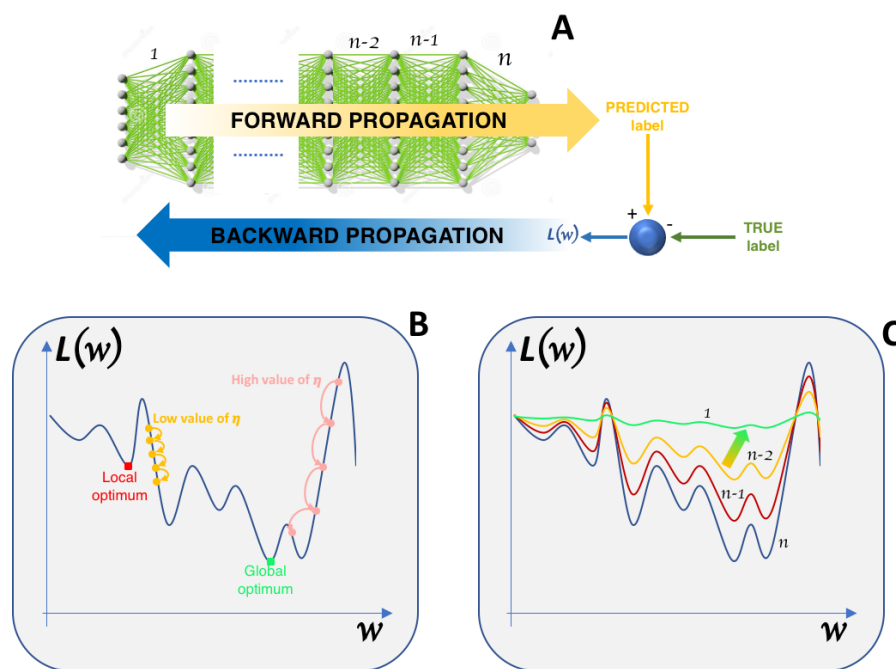 A
1
n-2
n-1
n
FORWARD PROPAGATION
PREDICTED
label
+
-
BACKWARD PROPAGATION
L(w)
TRUE
label
B
L(w)
High value of η
Low value of η
Local
optimum
Global
optimum
w
C
L(w)
1
n-2
n-1
n
w